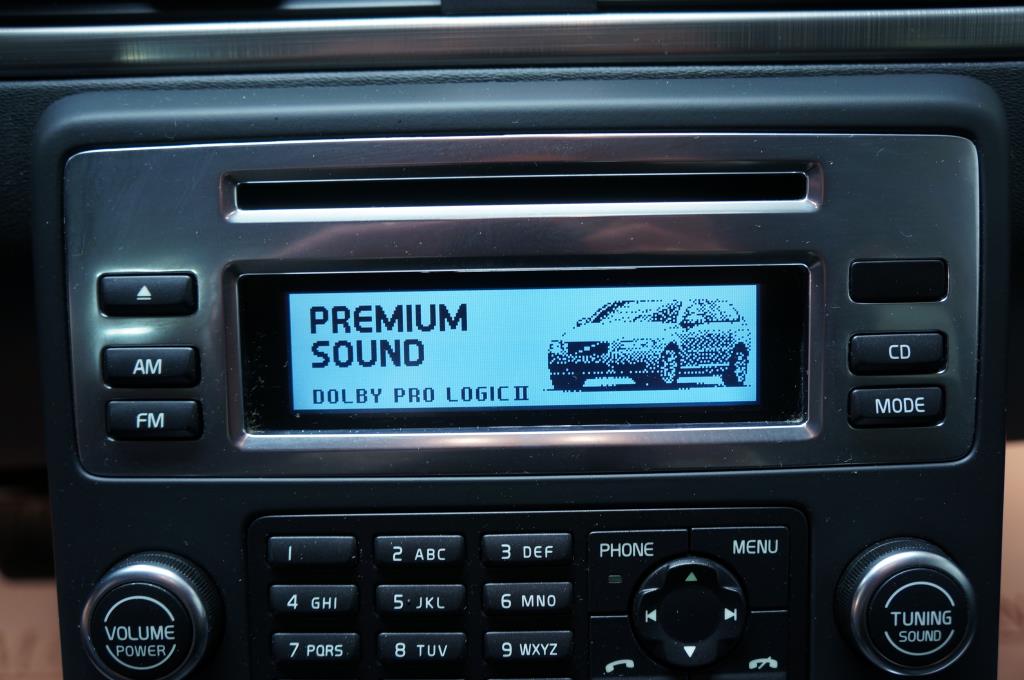 PREMIUM
SOUND
DOLBY PRO LOGIC II
AM
FM
CD
MODE
1
2 ABC
3 DEF
4 GHI
5 JKL
6 MNO
7 PQRS
8 TUV
9 WXYZ
PHONE
MENU
VOLUME
POWER
TUNING
SOUND